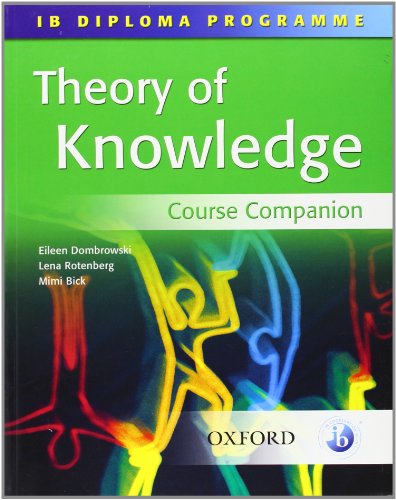 IB DIPLOMA PROGRAMME
Theory of
Knowledge
Course Companion
Eileen Dombrowski
Lena Rotenberg
Mimi Bick
OXFORD
ib